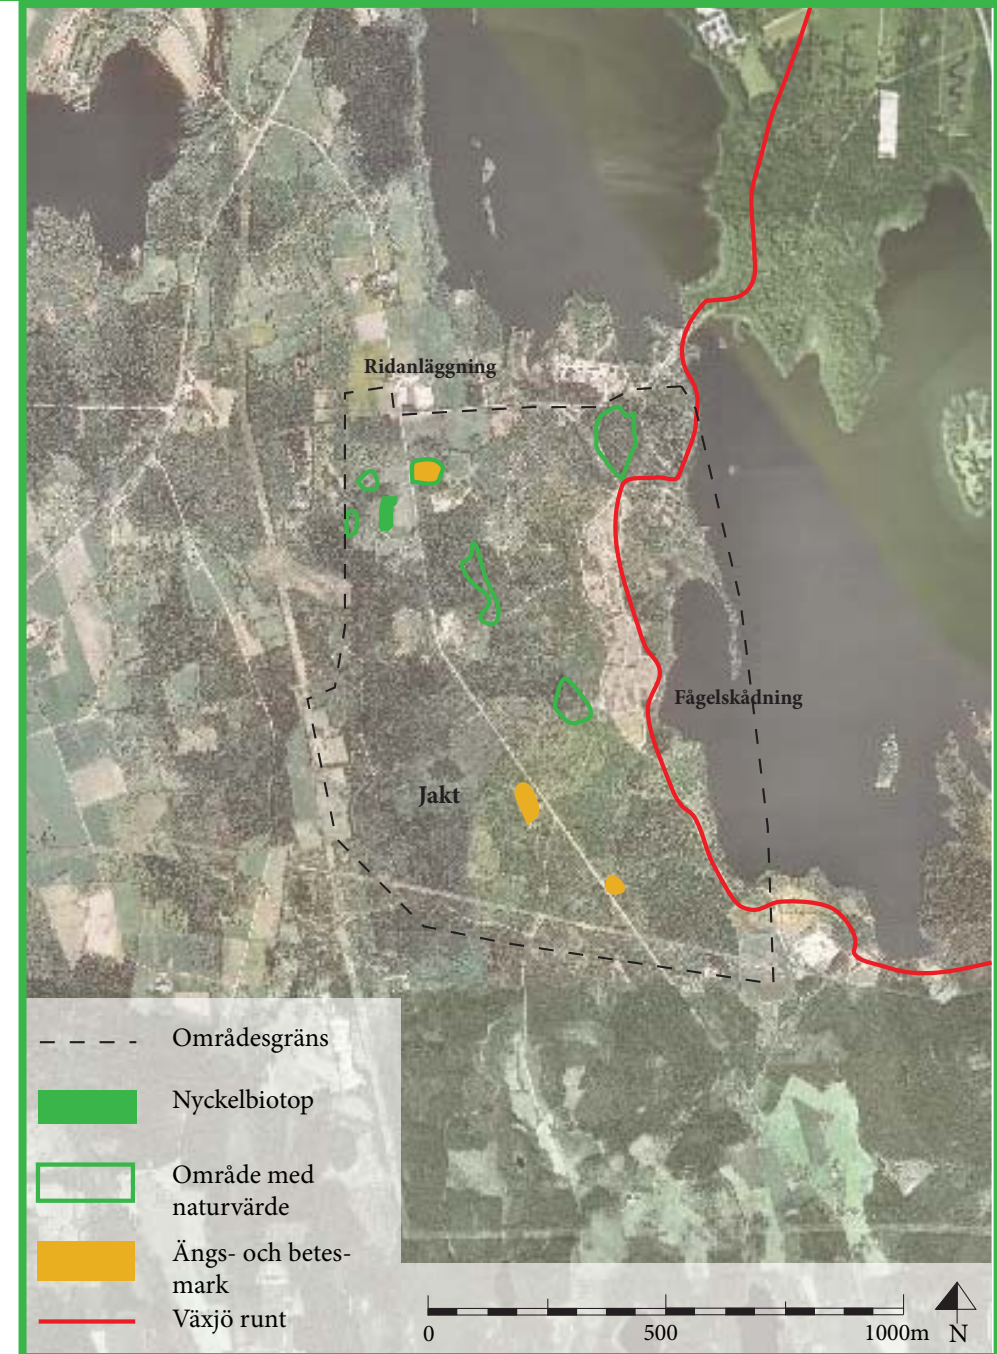 Ridanläggning
Fågelskådning
Jakt
Områdesgräns
Nyckelbiotop
Område med
naturvärde
Ängs- och betes-
mark
Växjö runt
0 500 1000m N